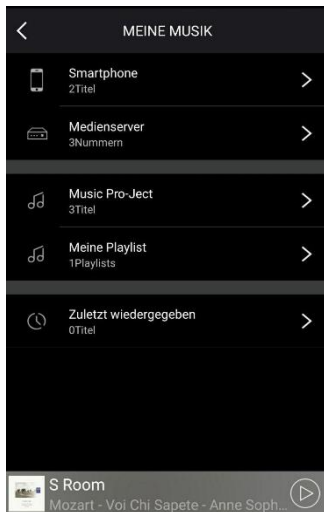 MEINE MUSIK
Smartphone
2Titel
Medienserver
3Nummern
Music Pro-Ject
3Titel
Meine Playlist
1Playlists
Zuletzt wiedergegeben
0Titel
S Room
Mozart - Voi Chi Sapete - Anne Soph...